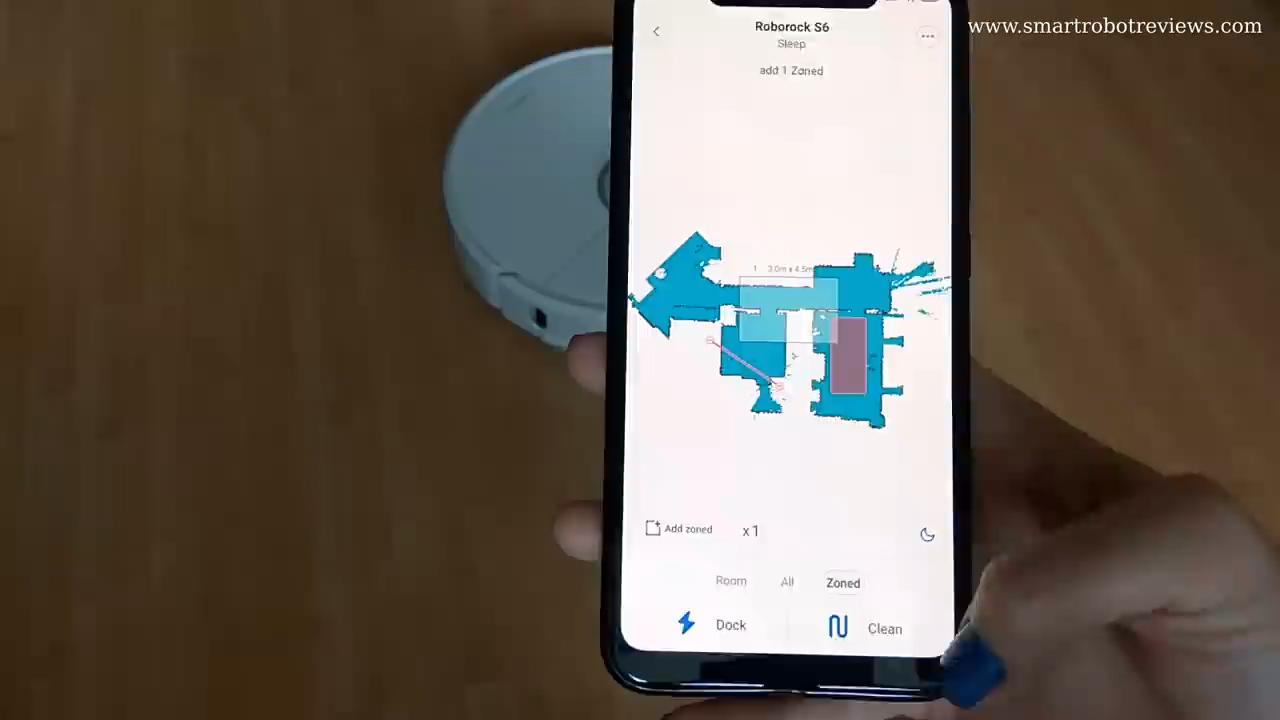 www.smartrobotreviews.com
Roborock S6
Sleep
add 1 Zoned
1 3.0m x 4.5m
Add zoned x1
Room All Zoned
Dock Clean